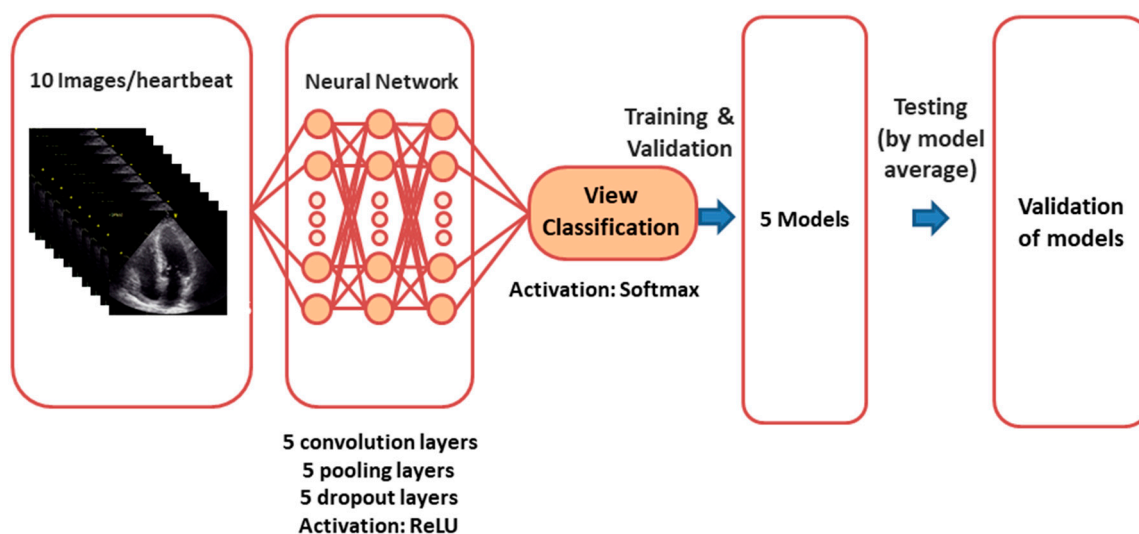 10 Images/heartbeat
Neural Network
5 convolution layers
5 pooling layers
5 dropout layers
Activation: ReLU
View
Classification
Activation: Softmax
Training &
Validation
5 Models
Testing
(by model
average)
Validation
of models